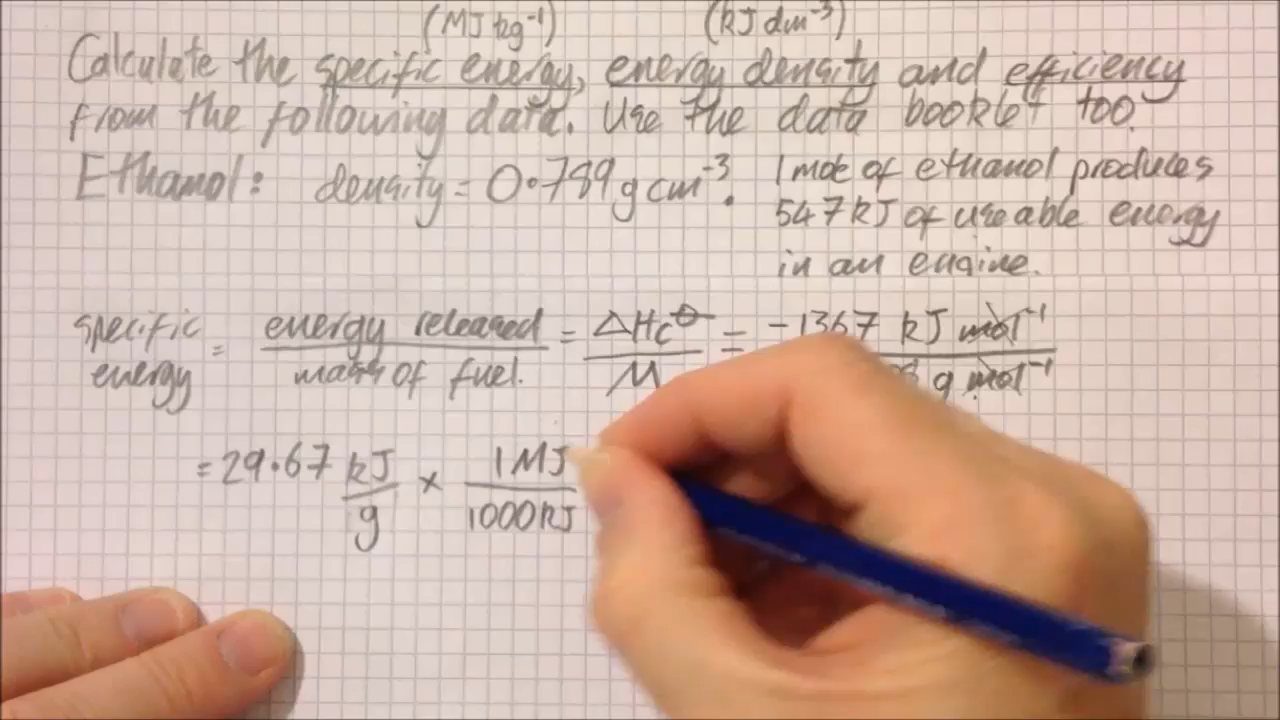 (MJ kg⁻¹) (kJ dm⁻³)
Calculate the specific energy, energy density and efficiency
from the following data. Use the data booklet too.
Ethanol: density = 0.789 g cm⁻³. 1 mole of ethanol produces
547 kJ of useable energy
in an engine.
specific energy = energy released / mass of fuel. = ΔHc⊖ / M = -1367 kJ mol⁻¹ / g mol⁻¹
= 29.67 kJ / g × 1 MJ / 1000 kJ